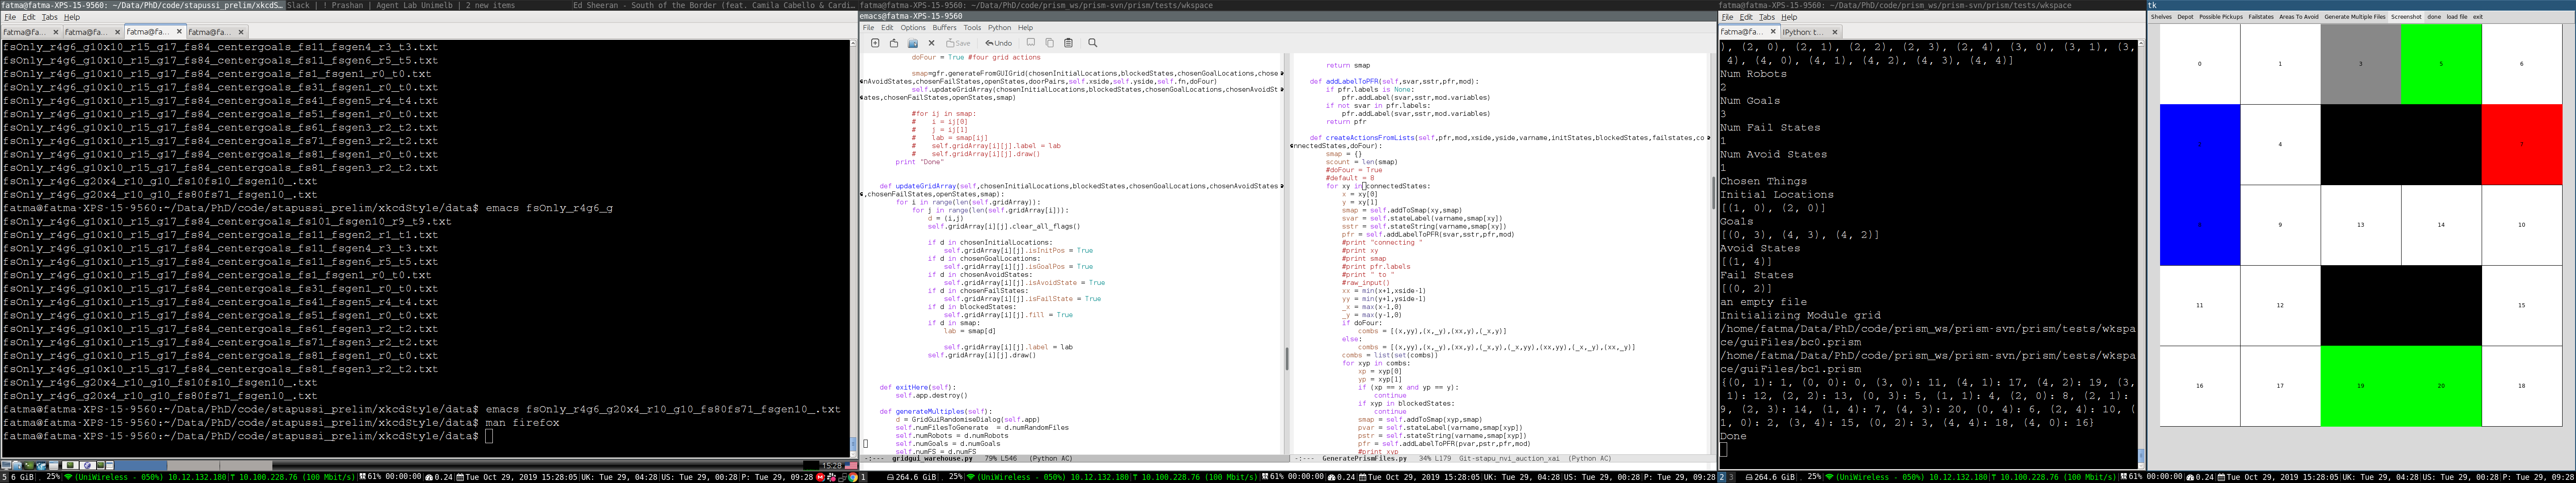 fatma@fatma-XPS-15-9560: ~/Data/PhD/code/stapussi_prelim/xkcdS...
Slack | ! Prashan | Agent Lab Unimelb | 2 new items
Ed Sheeran - South of the Border (feat. Camila Cabello & Cardi...
File Edit Tabs Help
fatma@fa...
fatma@fa...
fatma@fa...
fatma@fa...
fsOnly_r4g6_g10x10_r15_g17_fs84_centergoals_fs11_fsgen4_r3_t3.txt
fsOnly_r4g6_g10x10_r15_g17_fs84_centergoals_fs11_fsgen6_r5_t5.txt
fsOnly_r4g6_g10x10_r15_g17_fs84_centergoals_fs1_fsgen1_r0_t0.txt
fsOnly_r4g6_g10x10_r15_g17_fs84_centergoals_fs31_fsgen1_r0_t0.txt
fsOnly_r4g6_g10x10_r15_g17_fs84_centergoals_fs41_fsgen5_r4_t4.txt
fsOnly_r4g6_g10x10_r15_g17_fs84_centergoals_fs51_fsgen1_r0_t0.txt
fsOnly_r4g6_g10x10_r15_g17_fs84_centergoals_fs61_fsgen3_r2_t2.txt
fsOnly_r4g6_g10x10_r15_g17_fs84_centergoals_fs71_fsgen3_r2_t2.txt
fsOnly_r4g6_g10x10_r15_g17_fs84_centergoals_fs81_fsgen1_r0_t0.txt
fsOnly_r4g6_g10x10_r15_g17_fs84_centergoals_fs81_fsgen3_r2_t2.txt
fsOnly_r4g6_g20x4_r10_g10_fs10fs10_fsgen10_.txt
fsOnly_r4g6_g20x4_r10_g10_fs80fs71_fsgen10_.txt
fatma@fatma-XPS-15-9560:~/Data/PhD/code/stapussi_prelim/xkcdStyle/data$ emacs fsOnly_r4g6_g
fsOnly_r4g6_g10x10_r15_g17_fs84_centergoals_fs101_fsgen10_r9_t9.txt
fsOnly_r4g6_g10x10_r15_g17_fs84_centergoals_fs11_fsgen2_r1_t1.txt
fsOnly_r4g6_g10x10_r15_g17_fs84_centergoals_fs11_fsgen4_r3_t3.txt
fsOnly_r4g6_g10x10_r15_g17_fs84_centergoals_fs11_fsgen6_r5_t5.txt
fsOnly_r4g6_g10x10_r15_g17_fs84_centergoals_fs1_fsgen1_r0_t0.txt
fsOnly_r4g6_g10x10_r15_g17_fs84_centergoals_fs31_fsgen1_r0_t0.txt
fsOnly_r4g6_g10x10_r15_g17_fs84_centergoals_fs41_fsgen5_r4_t4.txt
fsOnly_r4g6_g10x10_r15_g17_fs84_centergoals_fs51_fsgen1_r0_t0.txt
fsOnly_r4g6_g10x10_r15_g17_fs84_centergoals_fs61_fsgen3_r2_t2.txt
fsOnly_r4g6_g10x10_r15_g17_fs84_centergoals_fs71_fsgen3_r2_t2.txt
fsOnly_r4g6_g10x10_r15_g17_fs84_centergoals_fs81_fsgen1_r0_t0.txt
fsOnly_r4g6_g10x10_r15_g17_fs84_centergoals_fs81_fsgen3_r2_t2.txt
fsOnly_r4g6_g20x4_r10_g10_fs10fs10_fsgen10_.txt
fsOnly_r4g6_g20x4_r10_g10_fs80fs71_fsgen10_.txt
fatma@fatma-XPS-15-9560:~/Data/PhD/code/stapussi_prelim/xkcdStyle/data$ emacs fsOnly_r4g6_g20x4_r10_g10_fs80fs71_fsgen10_.txt
fatma@fatma-XPS-15-9560:~/Data/PhD/code/stapussi_prelim/xkcdStyle/data$ man firefox
fatma@fatma-XPS-15-9560:~/Data/PhD/code/stapussi_prelim/xkcdStyle/data$
15:28
5 6 GiB . 25% (UniWireless - 050%) 10.12.132.180 10.100.228.76 (100 Mbit/s) 61% 00:00:00 0.24 Tue Oct 29, 2019 15:28:05 UK: Tue 29, 04:28 US: Tue 29, 00:28 P: Tue 29, 09:28
fatma@fatma-XPS-15-9560: ~/Data/PhD/code/prism_ws/prism-svn/prism/tests/wkspace
emacs@fatma-XPS-15-9560
File Edit Options Buffers Tools Python Help
Save Undo
doFour = True #four grid actions
smap=gfr.generateFromGUIGrid(chosenInitialLocations,blockedStates,chosenGoalLocations,chose
nAvoidStates,chosenFailStates,openStates,doorPairs,self.xside,self.yside,self.fn,doFour)
self.updateGridArray(chosenInitialLocations,blockedStates,chosenGoalLocations,chosenAvoidSt
ates,chosenFailStates,openStates,smap)
#for ij in smap:
# i = ij[0]
# j = ij[1]
# lab = smap[ij]
# self.gridArray[i][j].label = lab
# self.gridArray[i][j].draw()
print "Done"
def updateGridArray(self,chosenInitialLocations,blockedStates,chosenGoalLocations,chosenAvoidStates
,chosenFailStates,openStates,smap):
for i in range(len(self.gridArray)):
for j in range(len(self.gridArray[i])):
d = (i,j)
self.gridArray[i][j].clear_all_flags()
if d in chosenInitialLocations:
self.gridArray[i][j].isInitPos = True
if d in chosenGoalLocations:
self.gridArray[i][j].isGoalPos = True
if d in chosenAvoidStates:
self.gridArray[i][j].isAvoidState = True
if d in chosenFailStates:
self.gridArray[i][j].isFailState = True
if d in blockedStates:
self.gridArray[i][j].fill = True
if d in smap:
lab = smap[d]
self.gridArray[i][j].label = lab
self.gridArray[i][j].draw()
def exitHere(self):
self.app.destroy()
def generateMultiples(self):
d = GridGuiRandomiseDialog(self.app)
self.numFilesToGenerate = d.numRandomFiles
self.numRobots = d.numRobots
self.numGoals = d.numGoals
self.numFS = d.numFS
-:--- gridgui_warehouse.py 79% L546 (Python AC)
return smap
def addLabelToPFR(self,svar,sstr,pfr,mod):
if pfr.labels is None:
pfr.addLabel(svar,sstr,mod.variables)
if not svar in pfr.labels:
pfr.addLabel(svar,sstr,mod.variables)
return pfr
def createActionsFromLists(self,pfr,mod,xside,yside,varname,initStates,blockedStates,failstates,co
nnectedStates,doFour):
smap = {}
scount = len(smap)
#doFour = True
#default = 8
for xy in connectedStates:
x = xy[0]
y = xy[1]
smap = self.addToSmap(xy,smap)
svar = self.stateLabel(varname,smap[xy])
sstr = self.stateString(varname,smap[xy])
pfr = self.addLabelToPFR(svar,sstr,pfr,mod)
#print "connecting "
#print xy
#print smap
#print pfr.labels
#print " to "
#raw_input()
xx = min(x+1,xside-1)
yy = min(y+1,yside-1)
_x = max(x-1,0)
_y = max(y-1,0)
if doFour:
combs = [(x,yy),(x,_y),(xx,y),(_x,y)]
else:
combs = [(x,yy),(x,_y),(xx,y),(_x,y),(_x,yy),(xx,yy),(_x,_y),(xx,_y)]
combs = list(set(combs))
for xyp in combs:
xp = xyp[0]
yp = xyp[1]
if (xp == x and yp == y):
continue
if xyp in blockedStates:
continue
smap = self.addToSmap(xyp,smap)
pvar = self.stateLabel(varname,smap[xyp])
pstr = self.stateString(varname,smap[xyp])
pfr = self.addLabelToPFR(pvar,pstr,pfr,mod)
#print xyp
-:--- GeneratePrismFiles.py 34% L179 Git-stapu_nvi_auction_xai (Python AC)
1 264.6 GiB . 25% (UniWireless - 050%) 10.12.132.180 10.100.228.76 (100 Mbit/s) 61% 00:00:00 0.24 Tue Oct 29, 2019 15:28:05 UK: Tue 29, 04:28 US: Tue 29, 00:28 P: Tue 29, 09:28
fatma@fatma-XPS-15-9560: ~/Data/PhD/code/prism_ws/prism-svn/prism/tests/wkspace
File Edit Tabs Help
fatma@fa...
IPython: t...
), (2, 0), (2, 1), (2, 2), (2, 3), (2, 4), (3, 0), (3, 1), (3,
4), (4, 0), (4, 1), (4, 2), (4, 3), (4, 4)]
Num Robots
2
Num Goals
3
Num Fail States
1
Num Avoid States
1
Chosen Things
Initial Locations
[(1, 0), (2, 0)]
Goals
[(0, 3), (4, 3), (4, 2)]
Avoid States
[(1, 4)]
Fail States
[(0, 2)]
an empty file
Initializing Module grid
/home/fatma/Data/PhD/code/prism_ws/prism-svn/prism/tests/wkspa
ce/guiFiles/bc0.prism
/home/fatma/Data/PhD/code/prism_ws/prism-svn/prism/tests/wkspa
ce/guiFiles/bc1.prism
{(0, 1): 1, (0, 0): 0, (3, 0): 11, (4, 1): 17, (4, 2): 19, (3,
1): 12, (2, 2): 13, (0, 3): 5, (1, 1): 4, (2, 0): 8, (2, 1):
9, (2, 3): 14, (1, 4): 7, (4, 3): 20, (0, 4): 6, (2, 4): 10, (
1, 0): 2, (3, 4): 15, (0, 2): 3, (4, 4): 18, (4, 0): 16}
Done
2 3 264.6 GiB . 25% (UniWireless - 050%) 10.12.132.180 10.100.228.76 (100 Mbit/s) 61%
tk
Shelves Depot Possible Pickups Failstates Areas To Avoid Generate Multiple Files Screenshot done load file exit
0 1 3 5 6
2 4 7
8 9 13 14 10
11 12 15
16 17 19 20 18
00:00:00 0.24 Tue Oct 29, 2019 15:28:05 UK: Tue 29, 04:28 US: Tue 29, 00:28 P: Tue 29, 09:28